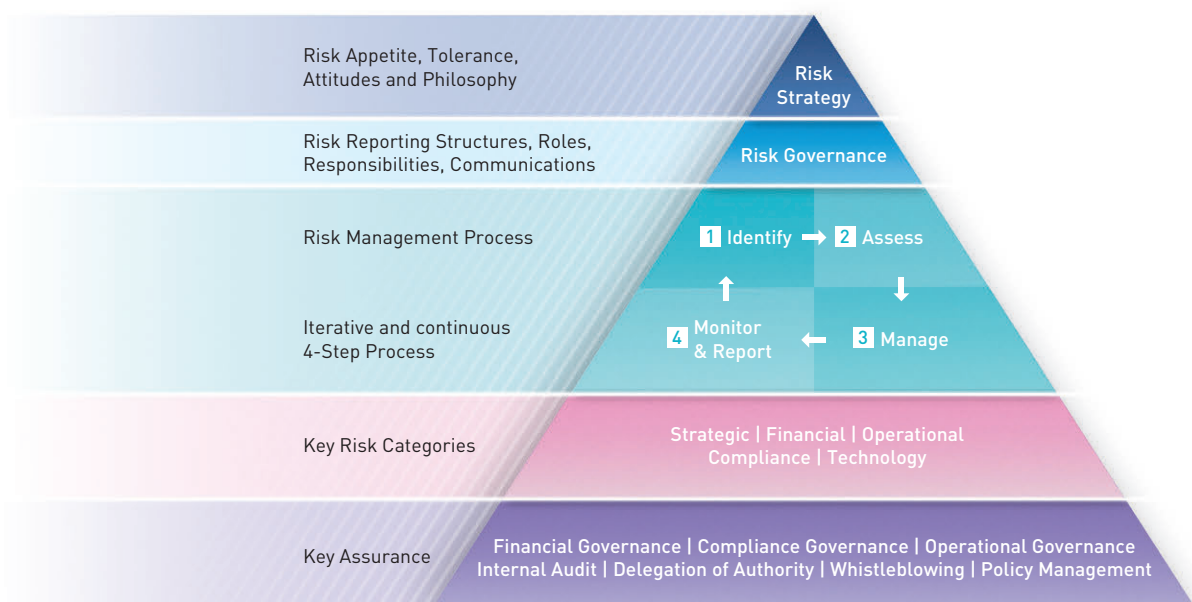 Risk Appetite, Tolerance,
Attitudes and Philosophy
Risk
Strategy
Risk Reporting Structures, Roles,
Responsibilities, Communications
Risk Governance
Risk Management Process
1 Identify
2 Assess
Iterative and continuous
4-Step Process
4 Monitor
& Report
3 Manage
Key Risk Categories
Strategic | Financial | Operational
Compliance | Technology
Key Assurance
Financial Governance | Compliance Governance | Operational Governance
Internal Audit | Delegation of Authority | Whistleblowing | Policy Management